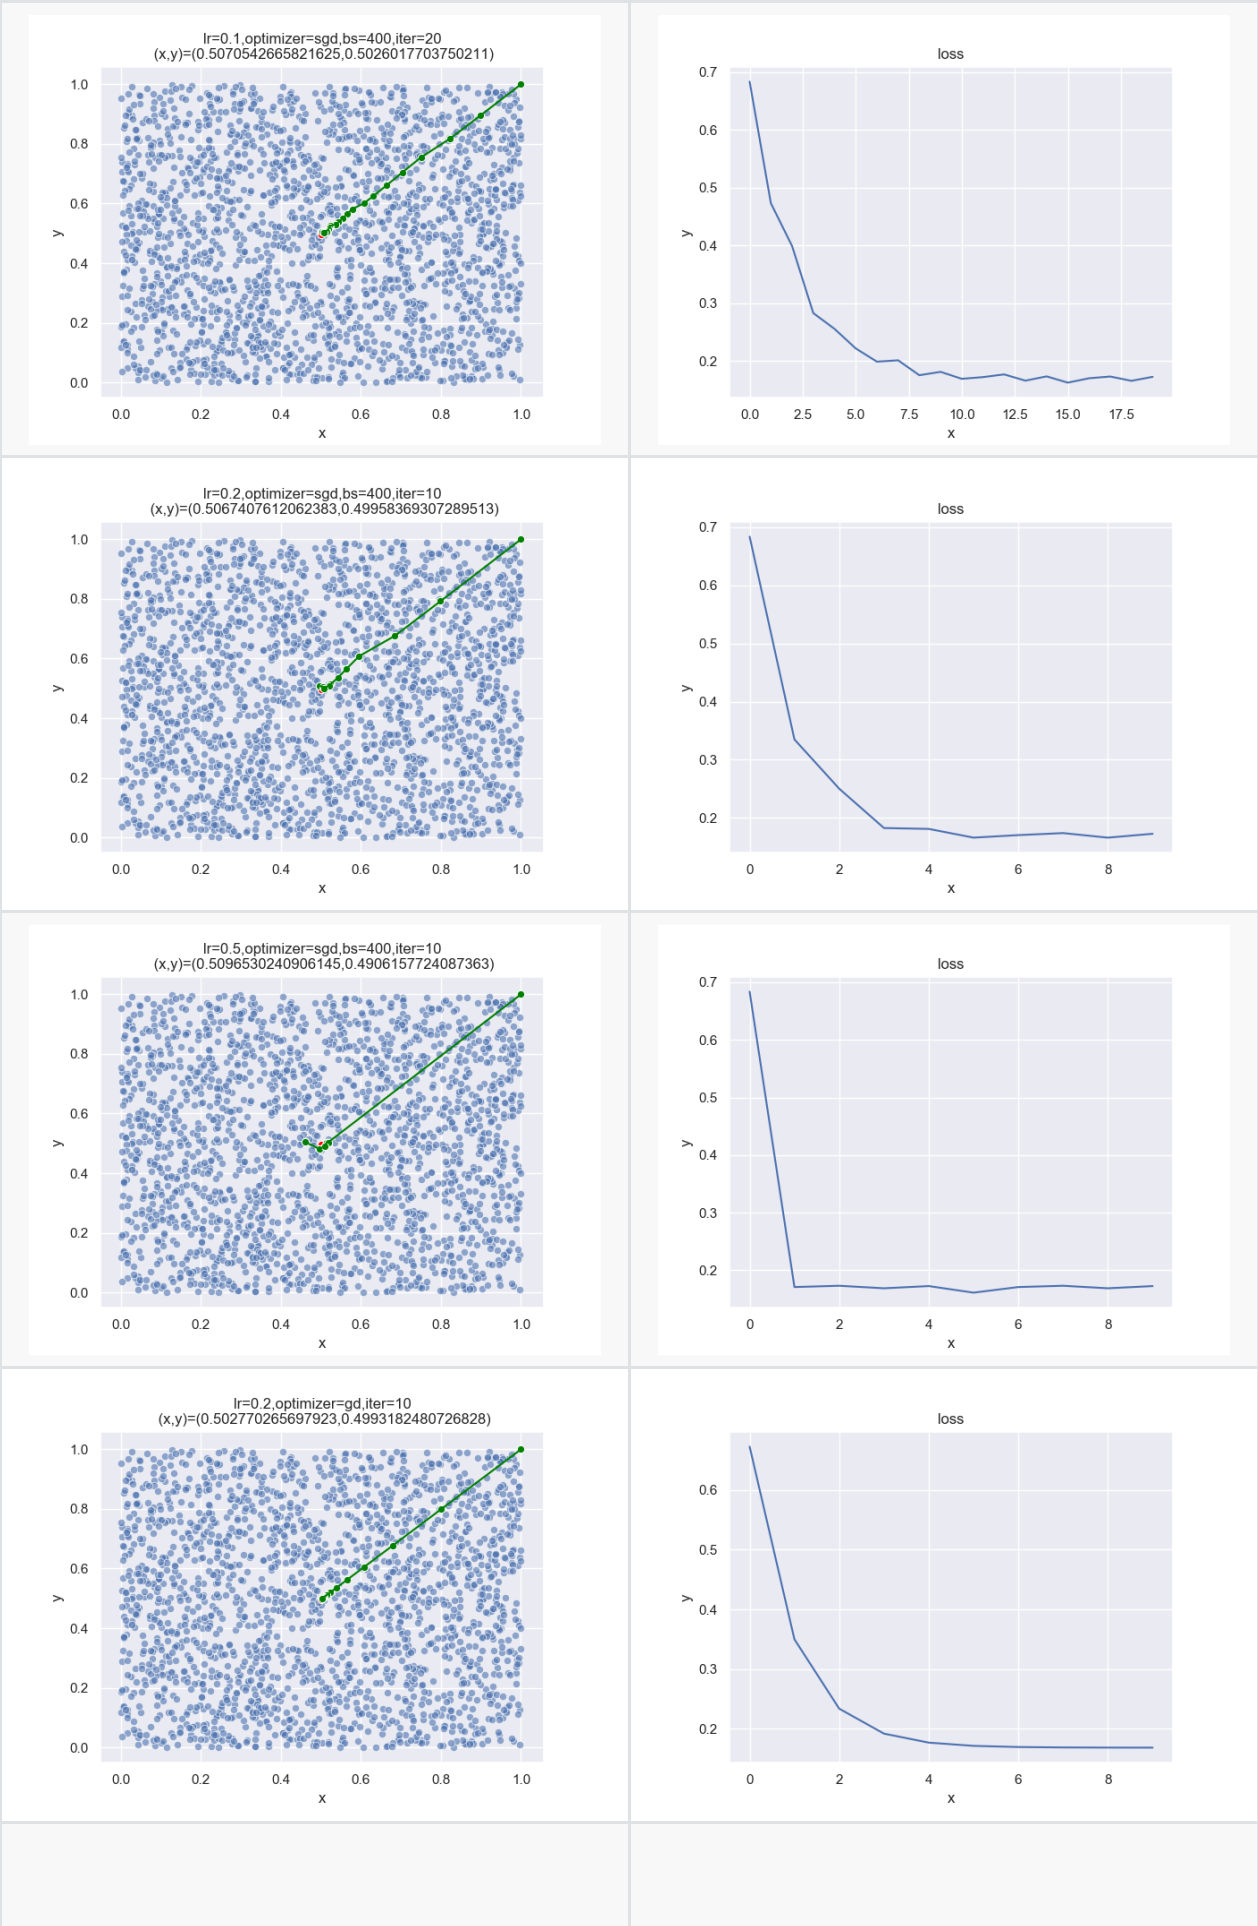 lr=0.1,optimizer=sgd,bs=400,iter=20
(x,y)=(0.5070542665821625,0.5026017703750211)
1.0
0.8
0.6
0.4
0.2
0.0
y
0.0 0.2 0.4 0.6 0.8 1.0
x
loss
0.7
0.6
0.5
0.4
0.3
0.2
y
0.0 2.5 5.0 7.5 10.0 12.5 15.0 17.5
x
lr=0.2,optimizer=sgd,bs=400,iter=10
(x,y)=(0.5067407612062383,0.49958369307289513)
1.0
0.8
0.6
0.4
0.2
0.0
y
0.0 0.2 0.4 0.6 0.8 1.0
x
loss
0.7
0.6
0.5
0.4
0.3
0.2
y
0 2 4 6 8
x
lr=0.5,optimizer=sgd,bs=400,iter=10
(x,y)=(0.5096530240906145,0.4906157724087363)
1.0
0.8
0.6
0.4
0.2
0.0
y
0.0 0.2 0.4 0.6 0.8 1.0
x
loss
0.7
0.6
0.5
0.4
0.3
0.2
y
0 2 4 6 8
x
lr=0.2,optimizer=gd,iter=10
(x,y)=(0.502770265697923,0.4993182480726828)
1.0
0.8
0.6
0.4
0.2
0.0
y
0.0 0.2 0.4 0.6 0.8 1.0
x
loss
0.6
0.5
0.4
0.3
0.2
y
0 2 4 6 8
x